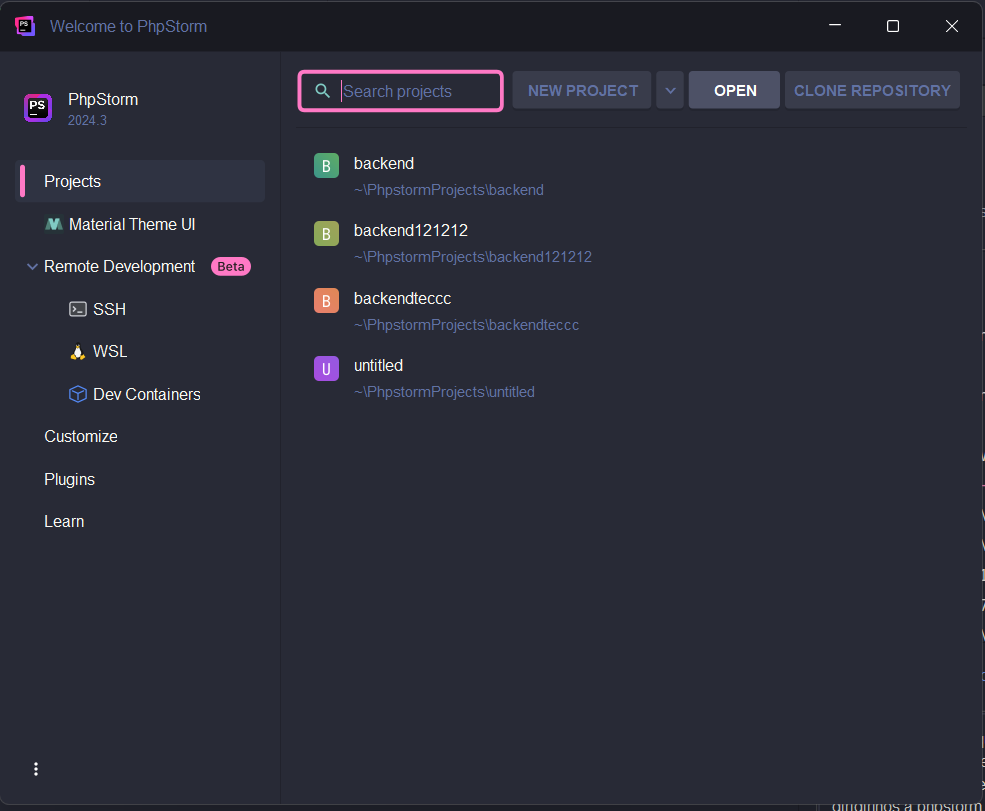 PS
Welcome to PhpStorm
PS
PhpStorm
2024.3
Projects
Material Theme UI
Remote Development Beta
SSH
WSL
Dev Containers
Customize
Plugins
Learn
Search projects
NEW PROJECT
OPEN
CLONE REPOSITORY
B
backend
~\PhpstormProjects\backend
B
backend121212
~\PhpstormProjects\backend121212
B
backendteccc
~\PhpstormProjects\backendteccc
U
untitled
~\PhpstormProjects\untitled